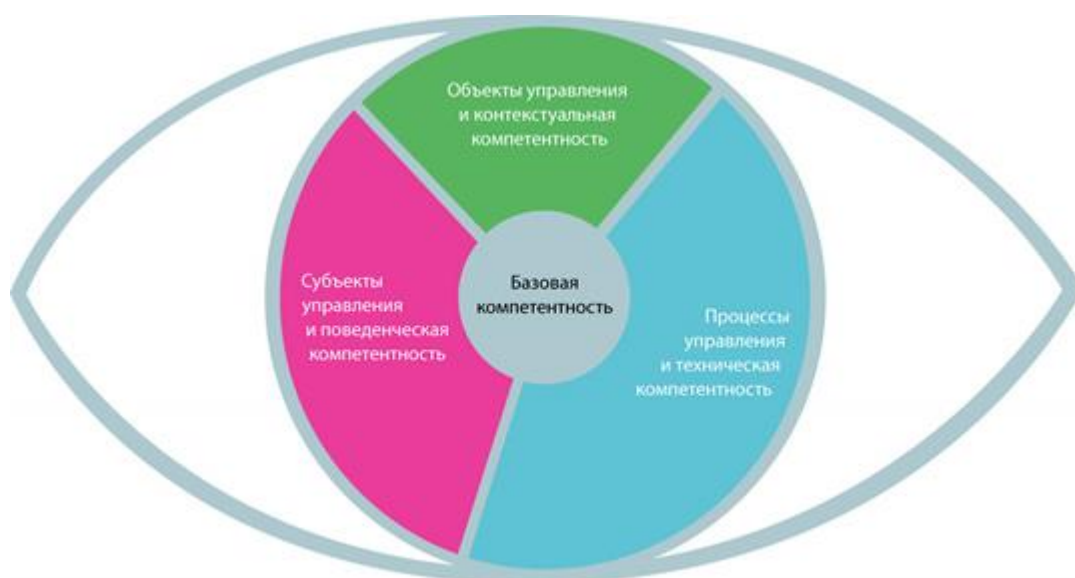 Объекты управления
и контекстуальная
компетентность
Субъекты
управления
и поведенческая
компетентность
Базовая
компетентность
Процессы
управления
и техническая
компетентность